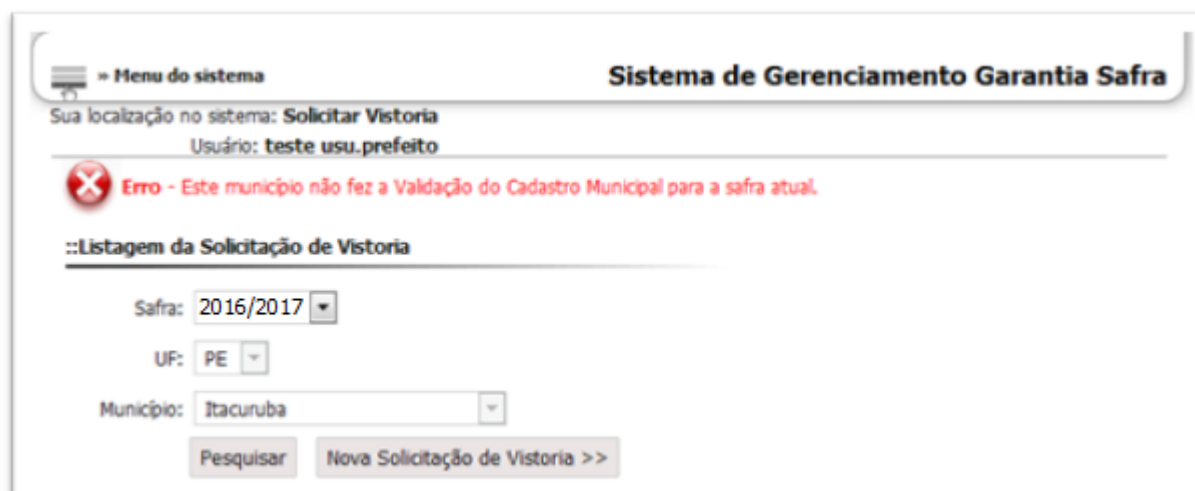 » Menu do sistema
Sistema de Gerenciamento Garantia Safra
Sua localzação no sistema: Solicitar Vistoria
Usuário: teste usu.prefeito
Erro - Este município não fez a Validação do Cadastro Municipal para a safra atual.
::Listagem da Solicitação de Vistoria
Safra: 2016/2017
UF: PE
Município: Itacuruba
Pesquisar Nova Solicitação de Vistoria >>